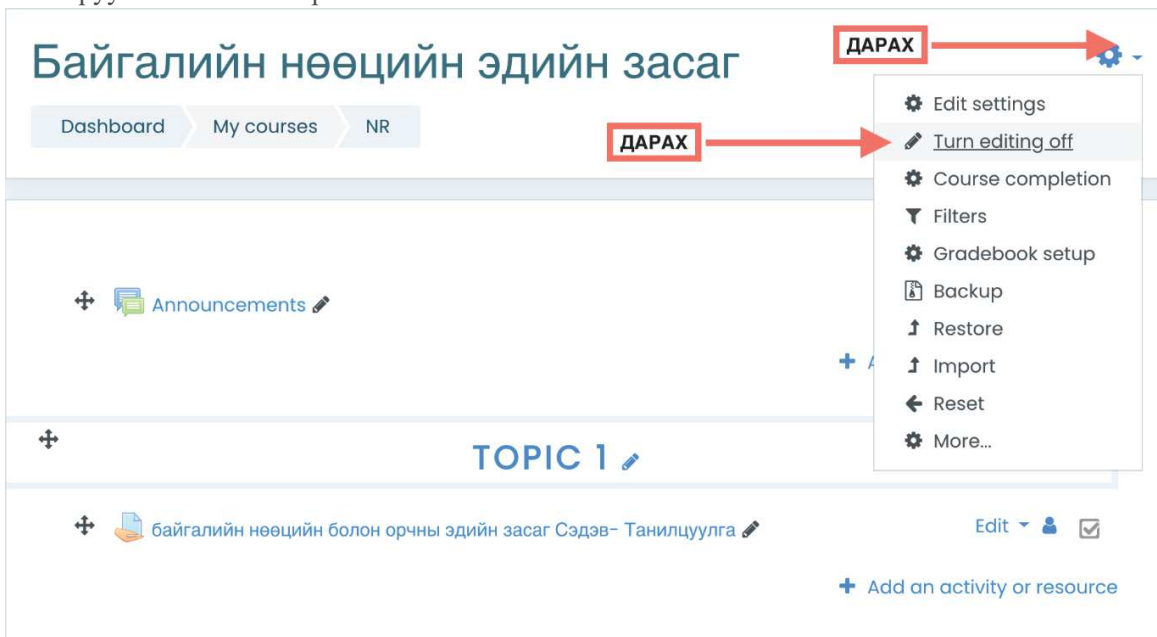 Байгалийн нөөцийн эдийн засаг
ДАРАХ
Dashboard My courses NR
ДАРАХ
Edit settings
Turn editing off
Course completion
Filters
Gradebook setup
Backup
Restore
Import
Reset
More...
Announcements
TOPIC 1
байгалийн нөөцийн болон орчны эдийн засаг Сэдэв- Танилцуулга
Edit
Add an activity or resource